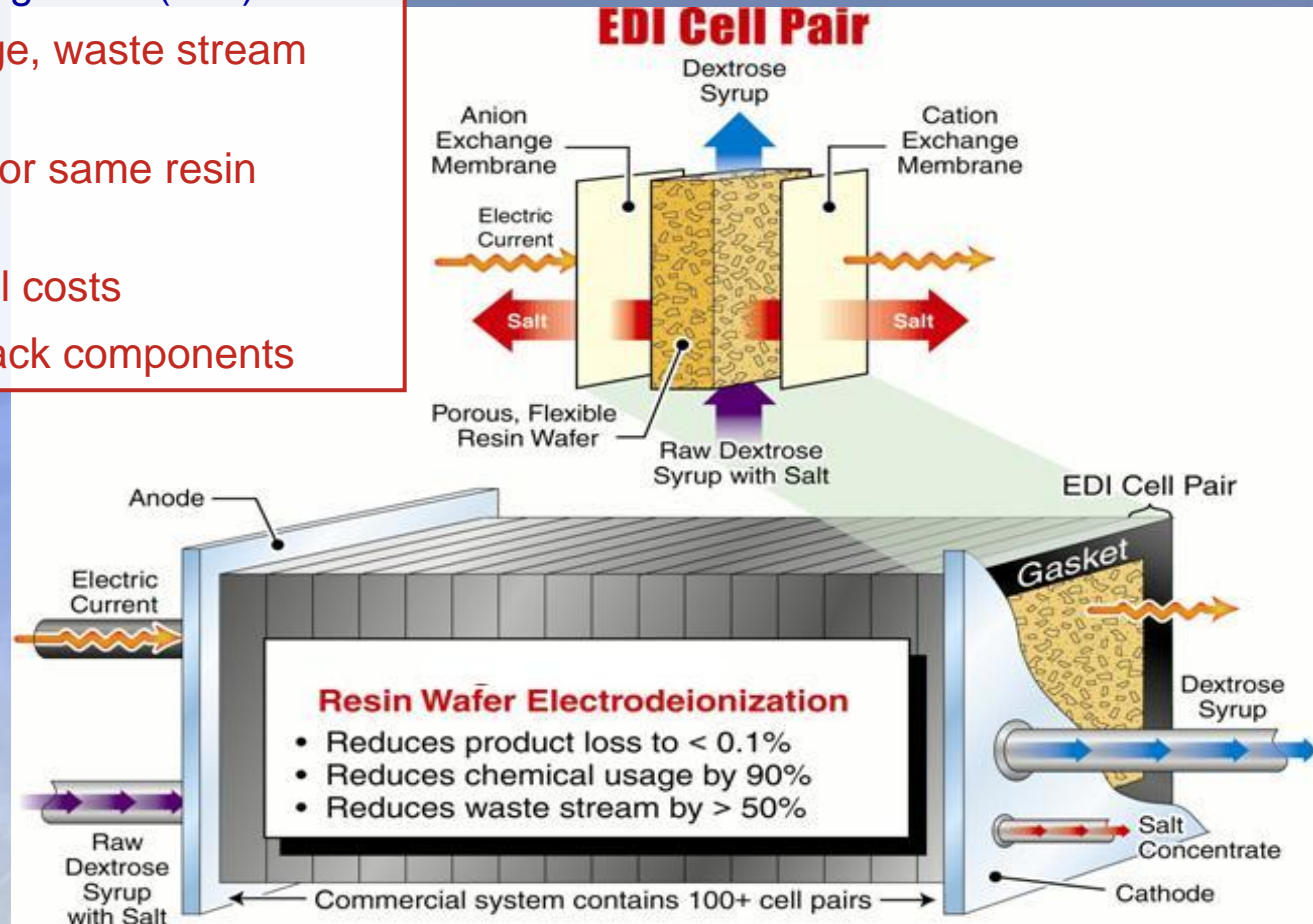 ge, waste stream
or same resin
l costs
ack components
EDI Cell Pair
Dextrose
Syrup
Anion
Exchange
Membrane
Cation
Exchange
Membrane
Electric
Current
Salt
Salt
Porous, Flexible
Resin Wafer
Raw Dextrose
Syrup with Salt
Anode
EDI Cell Pair
Gasket
Electric
Current
Resin Wafer Electrodeionization
• Reduces product loss to < 0.1%
• Reduces chemical usage by 90%
• Reduces waste stream by > 50%
Dextrose
Syrup
Salt
Concentrate
Raw
Dextrose
Syrup
with Salt
Commercial system contains 100+ cell pairs
Cathode